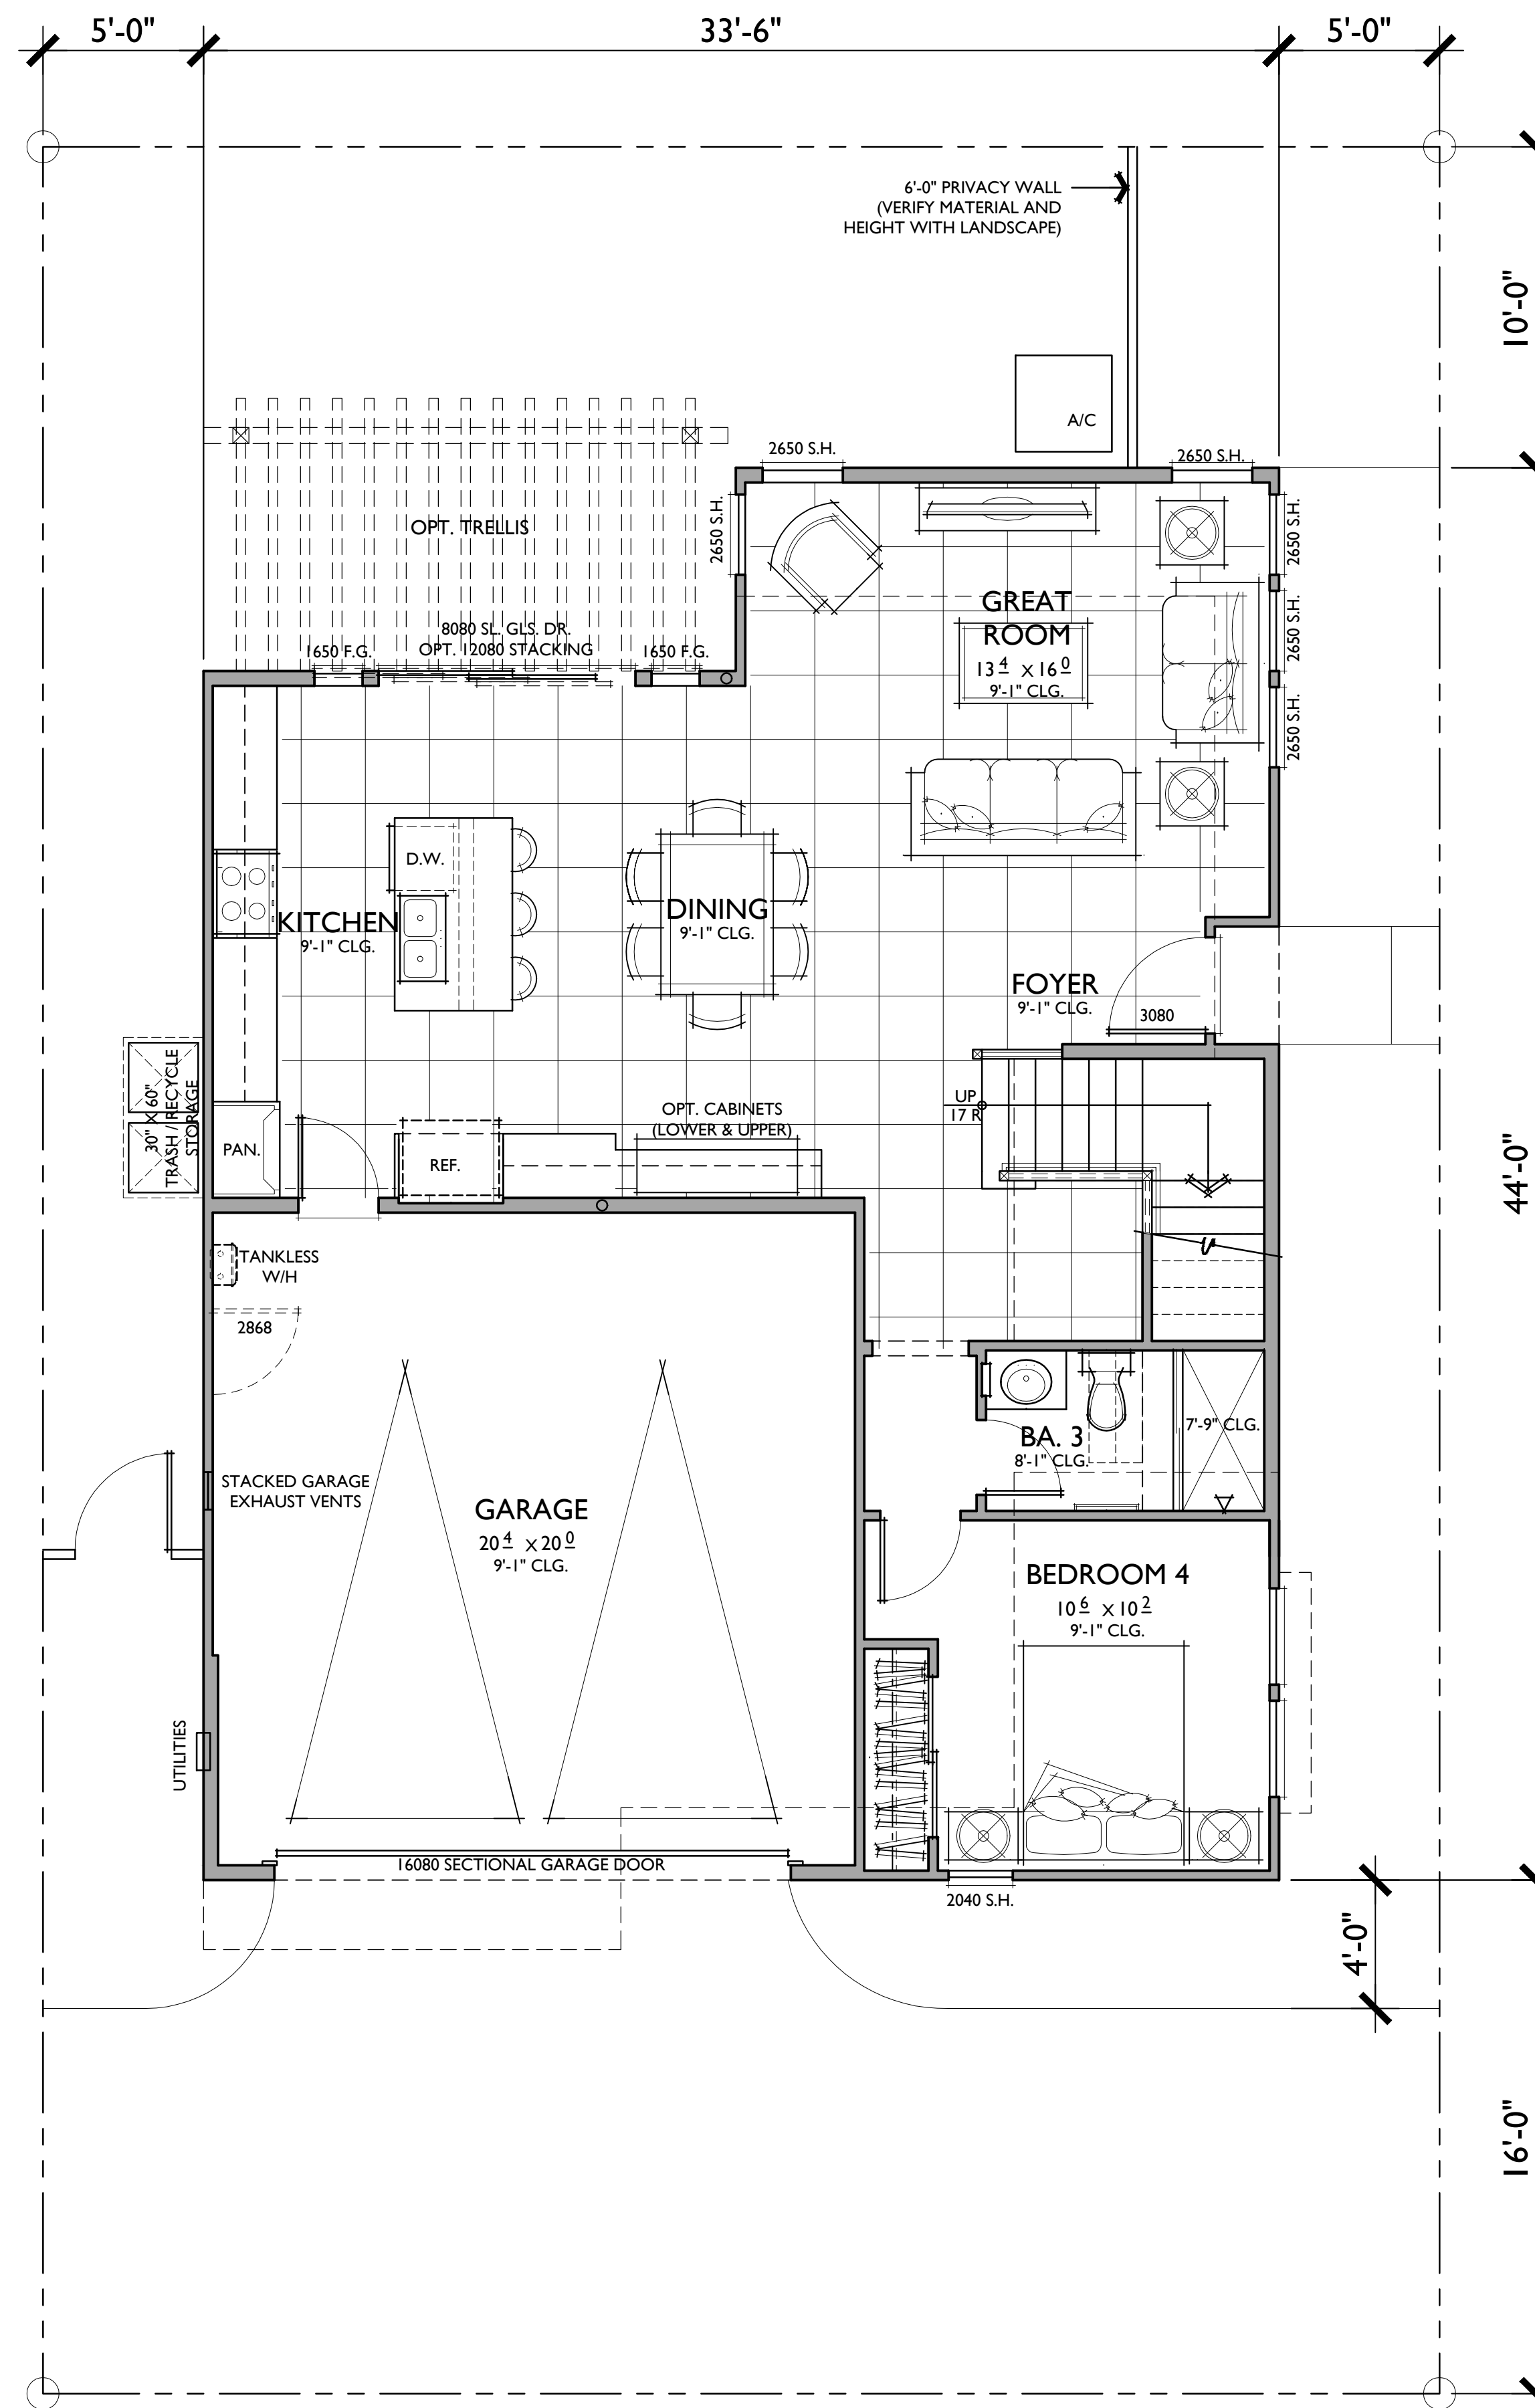 5'-0"
33'-6"
5'-0"
6'-0" PRIVACY WALL
(VERIFY MATERIAL AND
HEIGHT WITH LANDSCAPE)
10'-0"
A/C
2650 S.H.
2650 S.H.
2650 S.H.
2650 S.H.
OPT. TRELLIS
GREAT
ROOM
13 4 X 16 0
9'-1" CLG.
2650 S.H.
8080 SL. GLS. DR.
OPT. 12080 STACKING
1650 F.G.
1650 F.G.
2650 S.H.
D.W.
KITCHEN
9'-1" CLG.
DINING
9'-1" CLG.
FOYER
9'-1" CLG.
3080
30" X 60"
TRASH / RECYCLE
STORAGE
PAN.
REF.
OPT. CABINETS
(LOWER & UPPER)
UP
17 R
44'-0"
TANKLESS
W/H
2868
BA. 3
8'-1" CLG.
7'-9" CLG.
STACKED GARAGE
EXHAUST VENTS
GARAGE
20 4 X 20 0
9'-1" CLG.
BEDROOM 4
10 6 X 10 2
9'-1" CLG.
UTILITIES
16080 SECTIONAL GARAGE DOOR
2040 S.H.
4'-0"
16'-0"